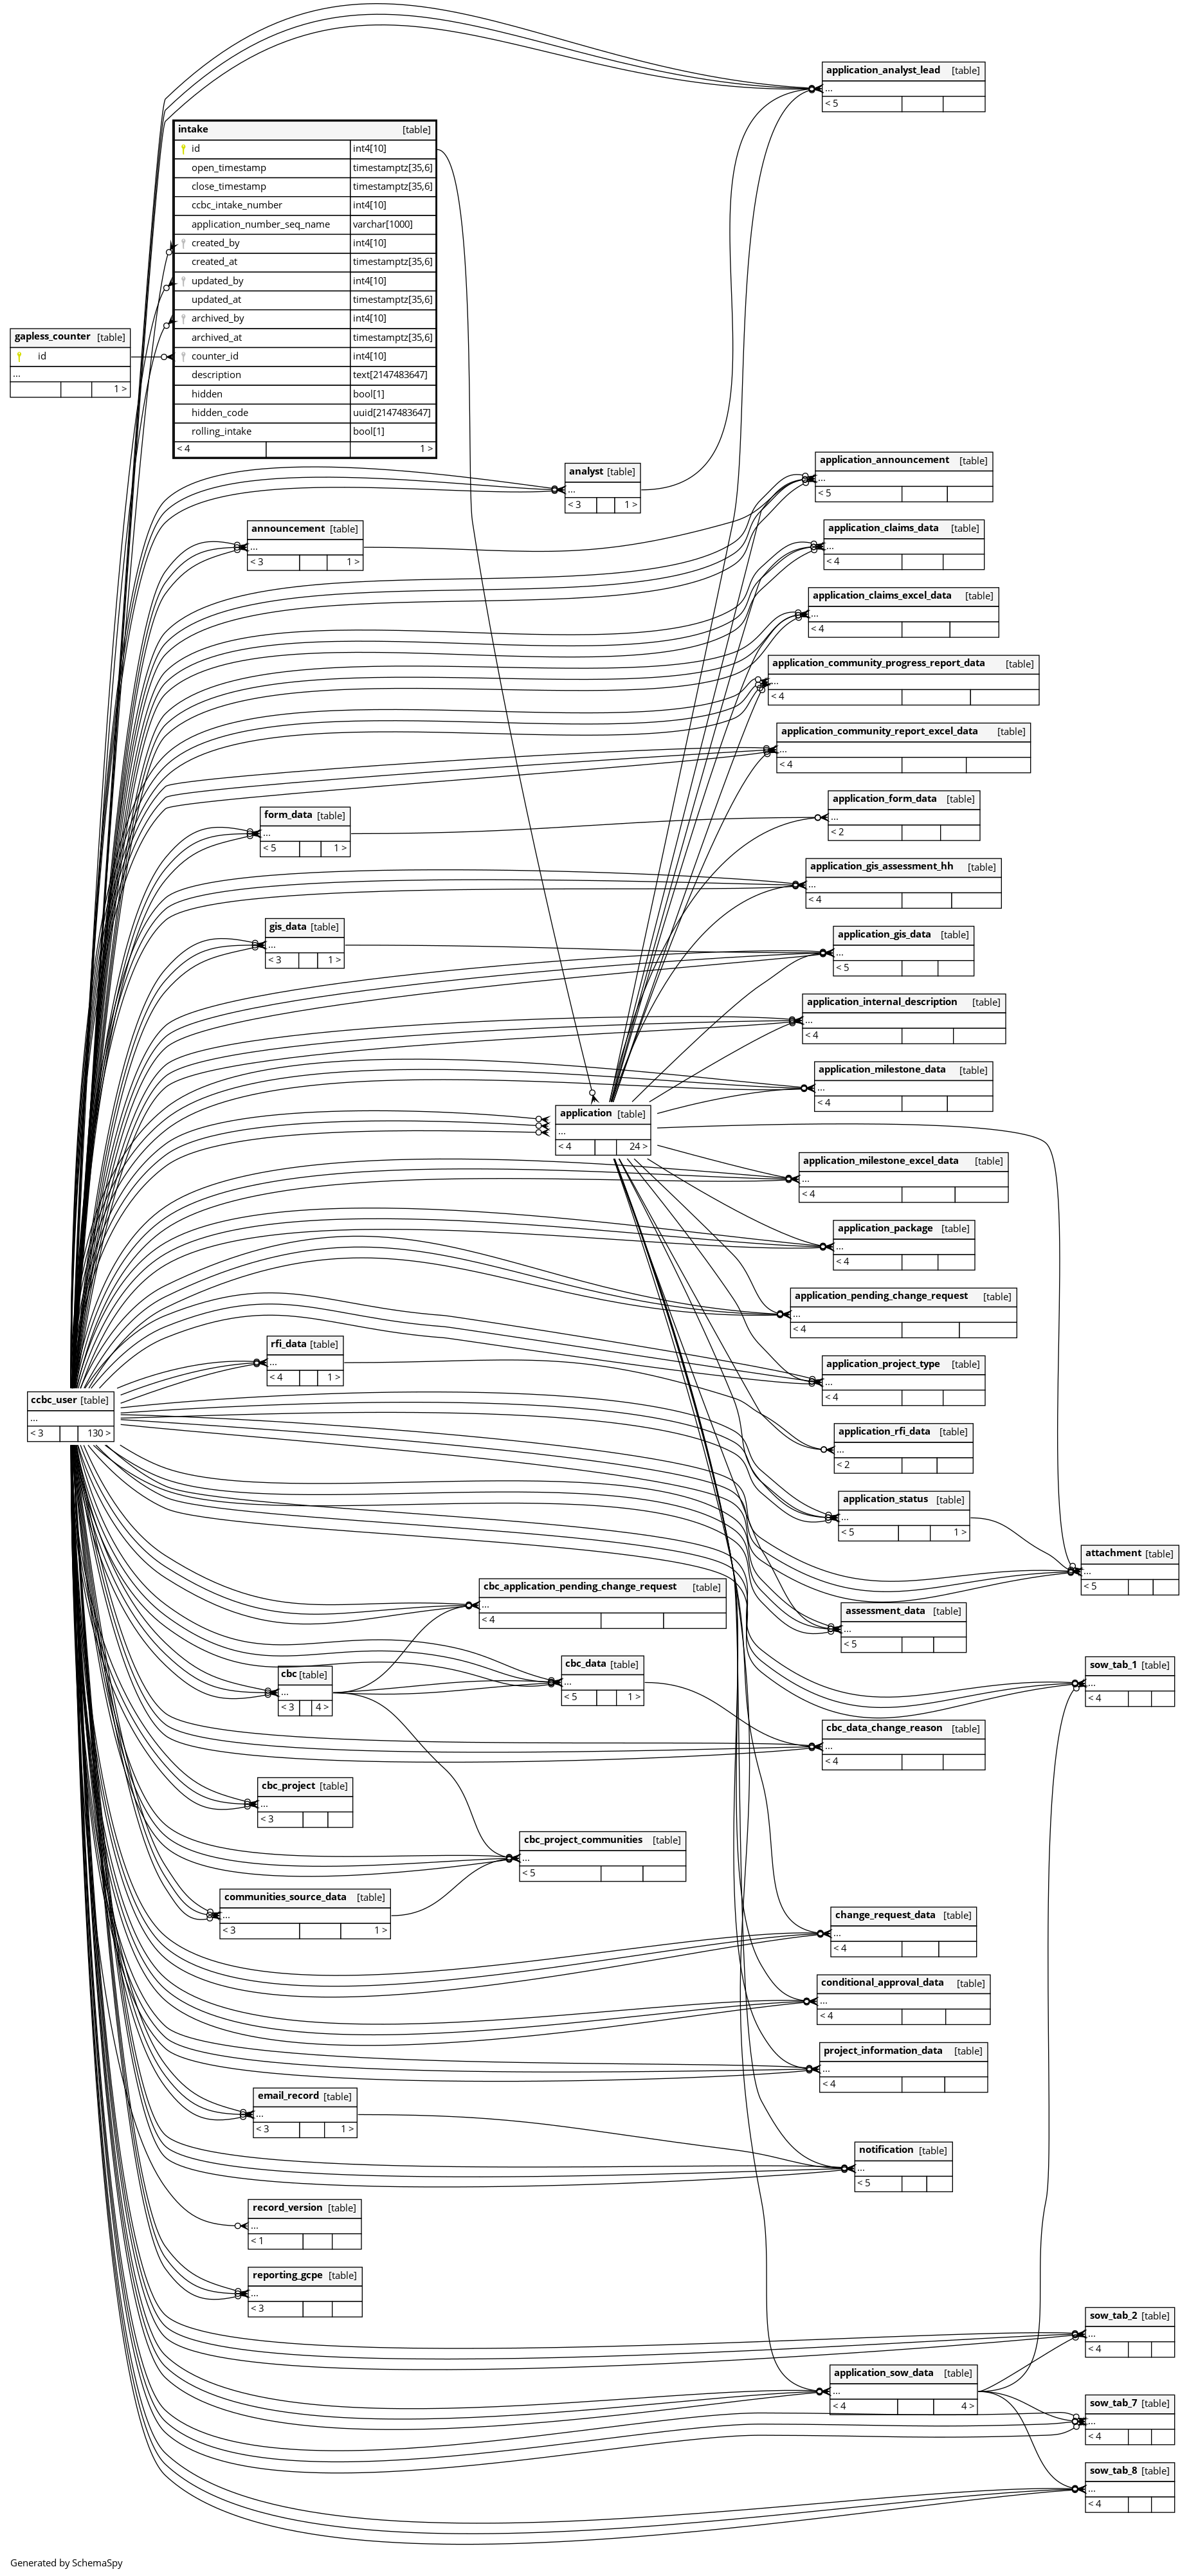 application_analyst_lead [table]
...
< 5
intake [table]
id int4[10]
open_timestamp timestamptz[35,6]
close_timestamp timestamptz[35,6]
ccbc_intake_number int4[10]
application_number_seq_name varchar[1000]
created_by int4[10]
created_at timestamptz[35,6]
updated_by int4[10]
updated_at timestamptz[35,6]
archived_by int4[10]
archived_at timestamptz[35,6]
counter_id int4[10]
description text[2147483647]
hidden bool[1]
hidden_code uuid[2147483647]
rolling_intake bool[1]
< 4 1 >
gapless_counter [table]
id
...
1 >
analyst [table]
...
< 3 1 >
application_announcement [table]
...
< 5
announcement [table]
...
< 3 1 >
application_claims_data [table]
...
< 4
application_claims_excel_data [table]
...
< 4
application_community_progress_report_data [table]
...
< 4
application_community_report_excel_data [table]
...
< 4
form_data [table]
...
< 5 1 >
application_form_data [table]
...
< 2
application_gis_assessment_hh [table]
...
< 4
gis_data [table]
...
< 3 1 >
application_gis_data [table]
...
< 5
application_internal_description [table]
...
< 4
application_milestone_data [table]
...
< 4
application [table]
...
< 4 24 >
application_milestone_excel_data [table]
...
< 4
application_package [table]
...
< 4
application_pending_change_request [table]
...
< 4
rfi_data [table]
...
< 4 1 >
application_project_type [table]
...
< 4
ccbc_user [table]
...
< 3 130 >
application_rfi_data [table]
...
< 2
application_status [table]
...
< 5 1 >
attachment [table]
...
< 5
cbc_application_pending_change_request [table]
...
< 4
assessment_data [table]
...
< 5
cbc [table]
...
< 3 4 >
cbc_data [table]
...
< 5 1 >
sow_tab_1 [table]
...
< 4
cbc_data_change_reason [table]
...
< 4
cbc_project [table]
...
< 3
cbc_project_communities [table]
...
< 5
communities_source_data [table]
...
< 3 1 >
change_request_data [table]
...
< 4
conditional_approval_data [table]
...
< 4
project_information_data [table]
...
< 4
email_record [table]
...
< 3 1 >
notification [table]
...
< 5
record_version [table]
...
< 1
reporting_gcpe [table]
...
< 3
sow_tab_2 [table]
...
< 4
application_sow_data [table]
...
< 4 4 >
sow_tab_7 [table]
...
< 4
sow_tab_8 [table]
...
< 4
Generated by SchemaSpy